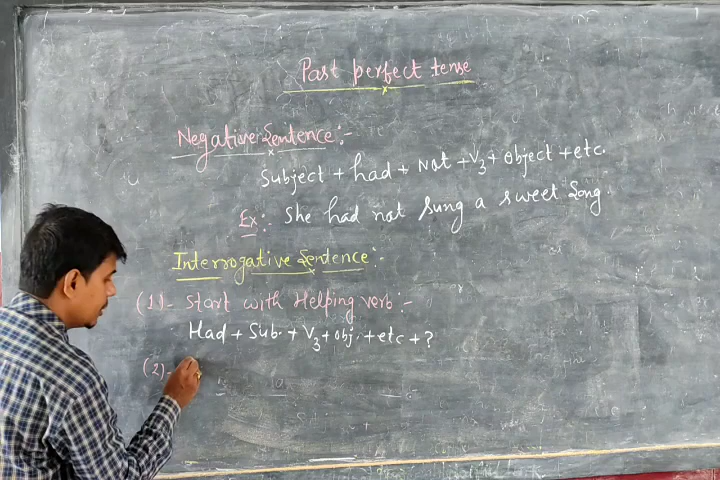 Past perfect tense
Negative Sentence :-
Subject + had + Not + V3 + object + etc.
Ex:- She had not sung a sweet song.
Interrogative Sentence :-
(1)- Start with Helping verb :-
Had + Sub. + V3 + obj. + etc + ?
(2)-